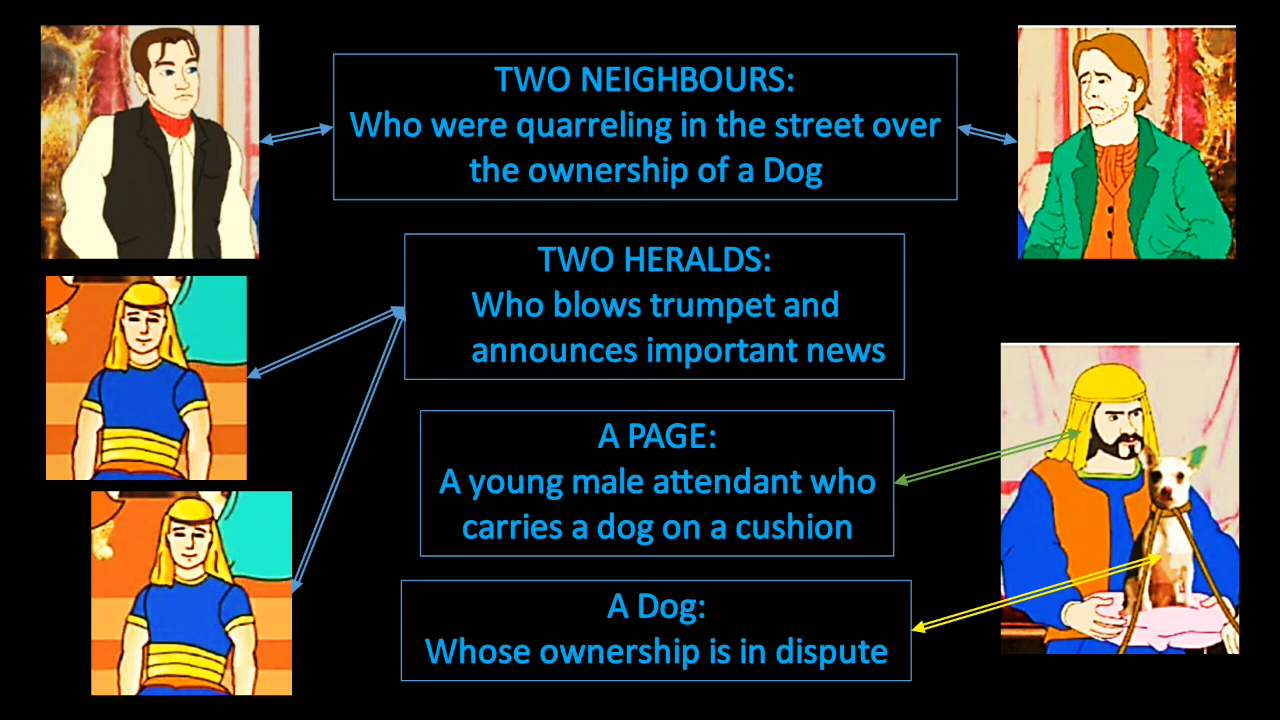 TWO NEIGHBOURS:
Who were quarreling in the street over
the ownership of a Dog
TWO HERALDS:
Who blows trumpet and
announces important news
A PAGE:
A young male attendant who
carries a dog on a cushion
A Dog:
Whose ownership is in dispute